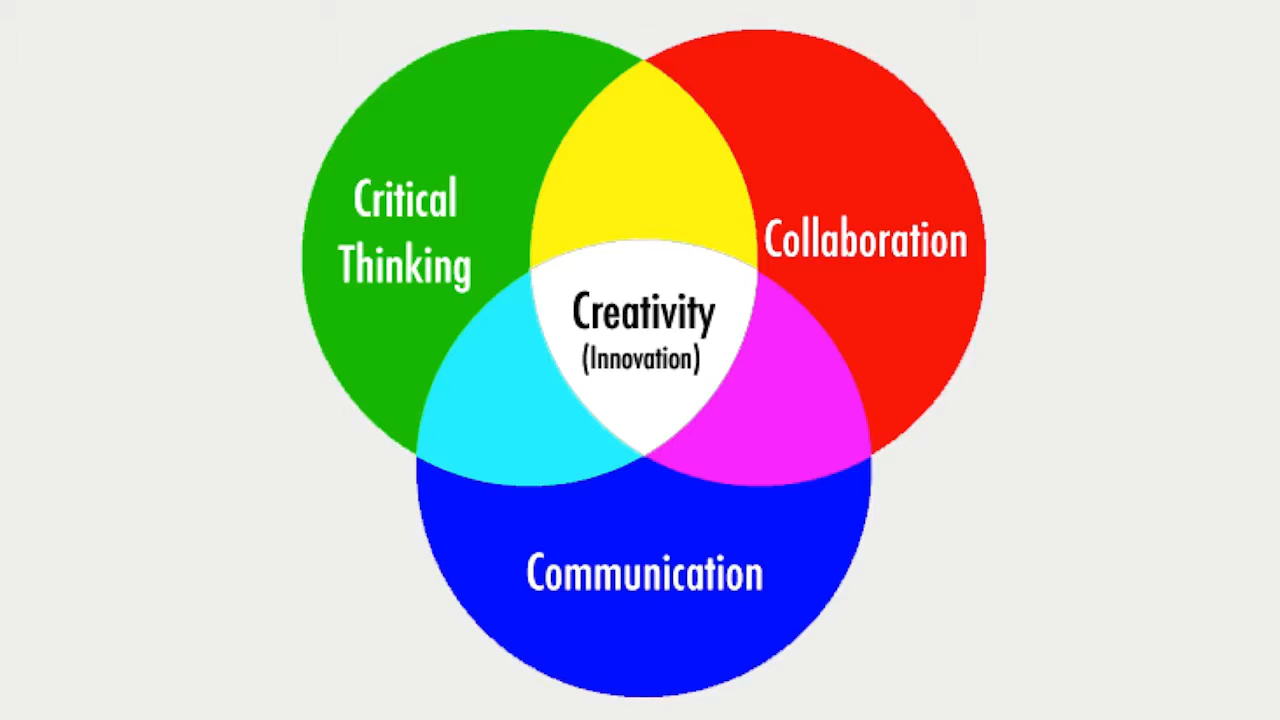 Critical
Thinking
Collaboration
Creativity
(Innovation)
Communication